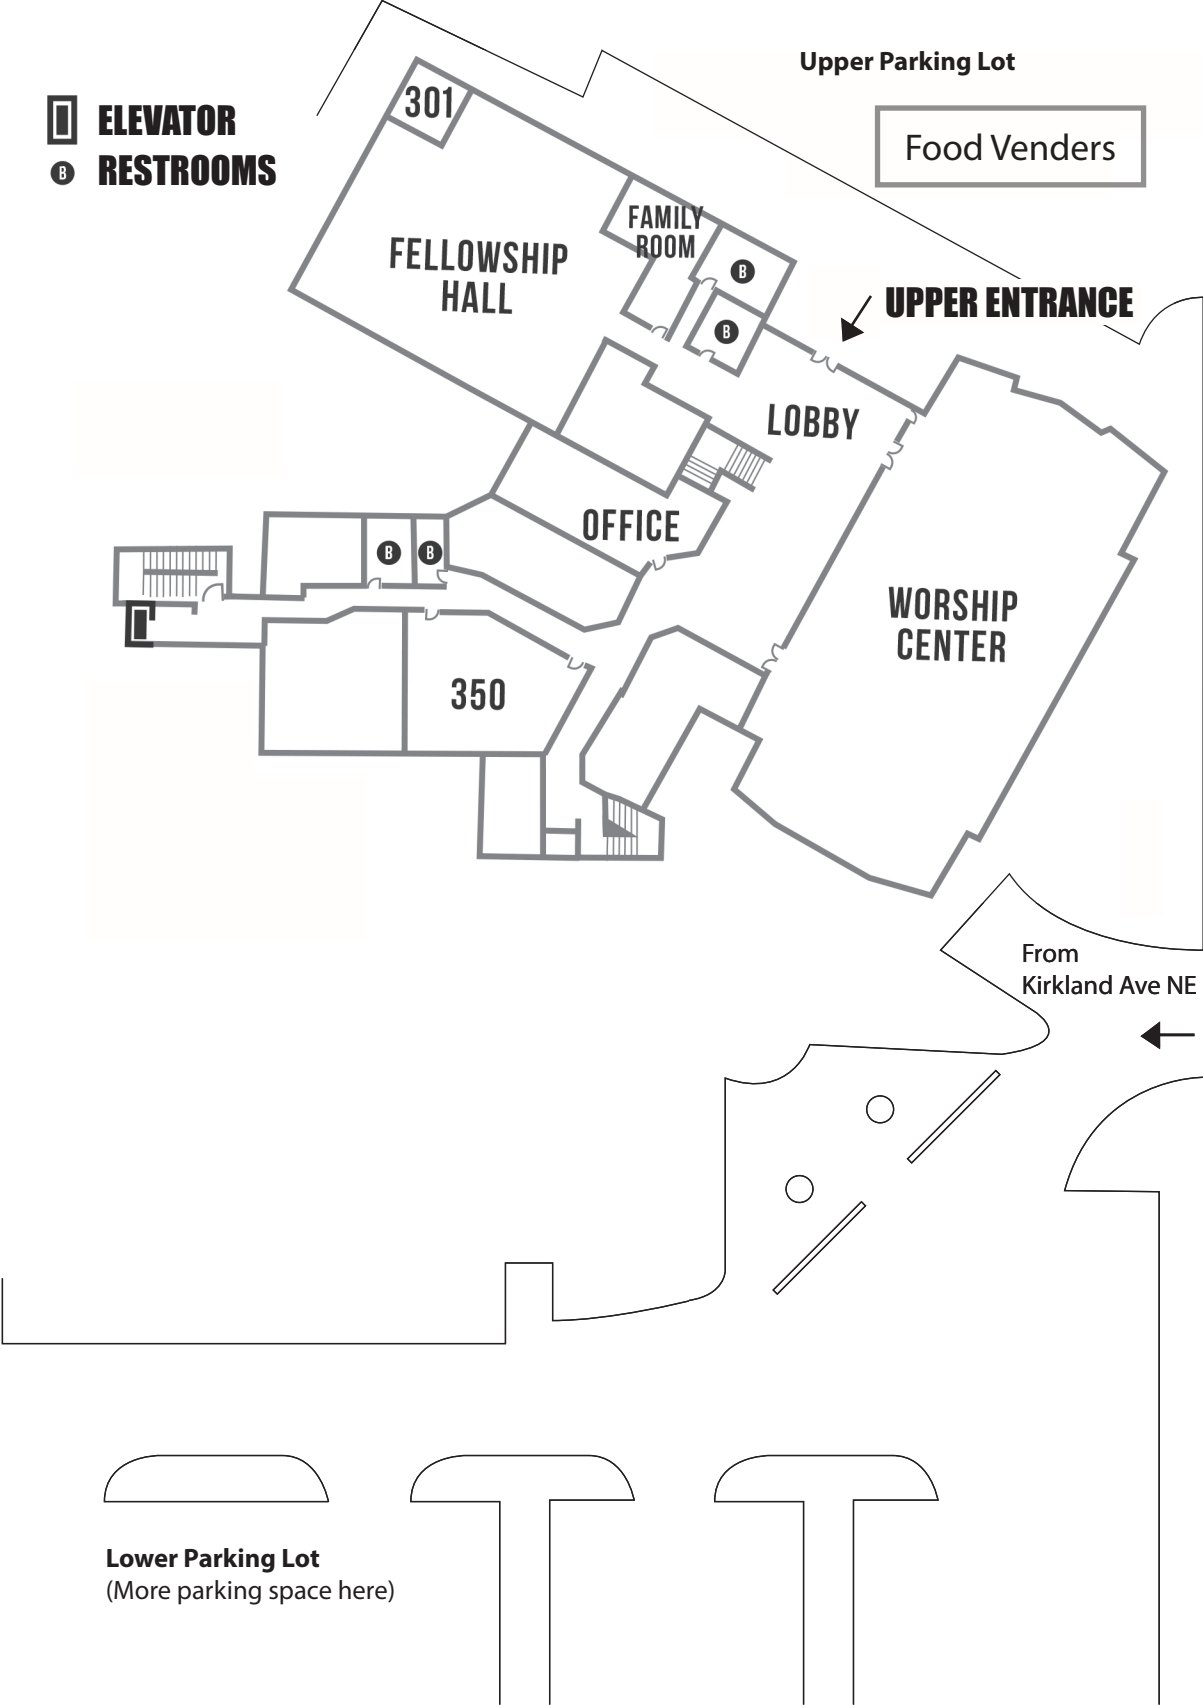 Upper Parking Lot
ELEVATOR
B RESTROOMS
Food Venders
301
FAMILY
ROOM
FELLOWSHIP
HALL
B
B
UPPER ENTRANCE
LOBBY
OFFICE
B
B
WORSHIP
CENTER
350
From
Kirkland Ave NE
Lower Parking Lot
(More parking space here)